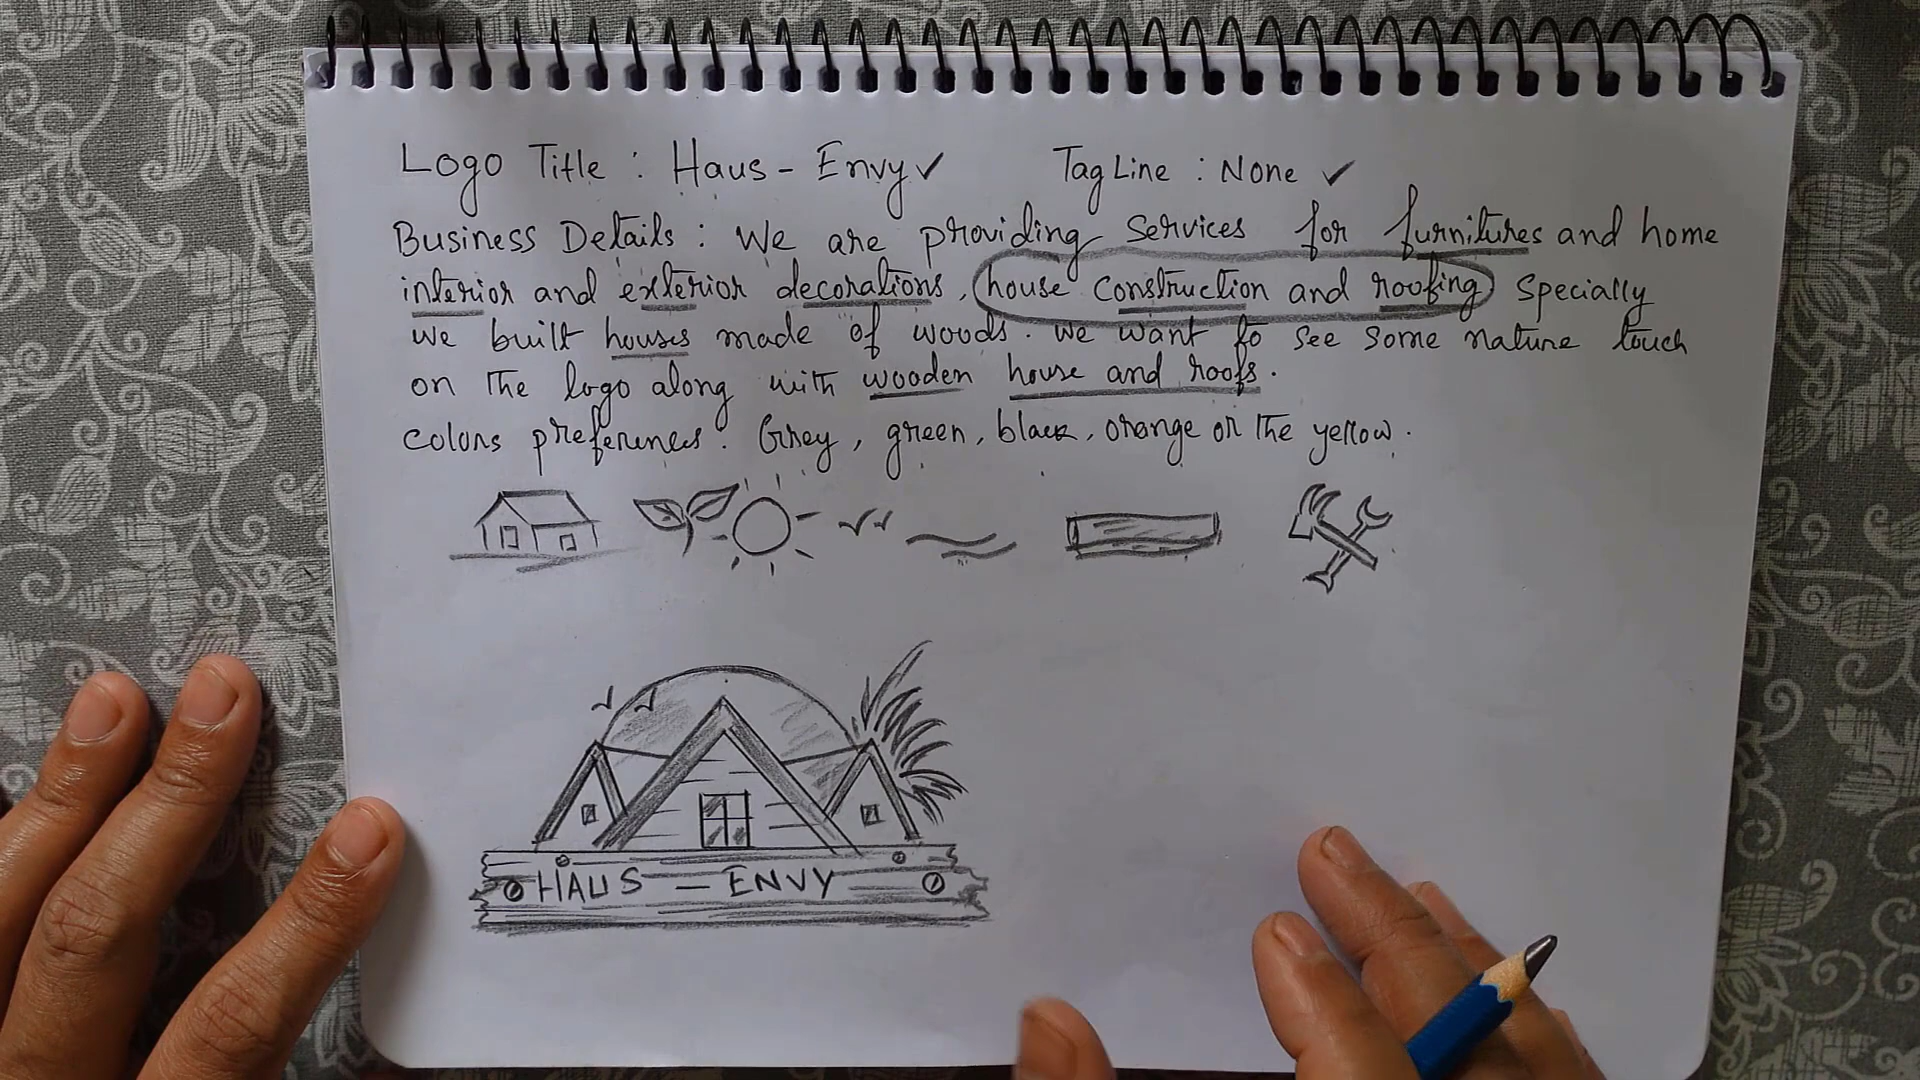 Logo Title : Haus - Envy ✓ Tag Line : None ✓
Business Details : We are providing services for furnitures and home
interior and exterior decorations, house construction and roofing specially
we built houses made of woods. we want to see some nature touch
on the logo along with wooden house and roofs.
colors preferences : Grey, green, black, orange or the yellow.
HAUS - ENVY